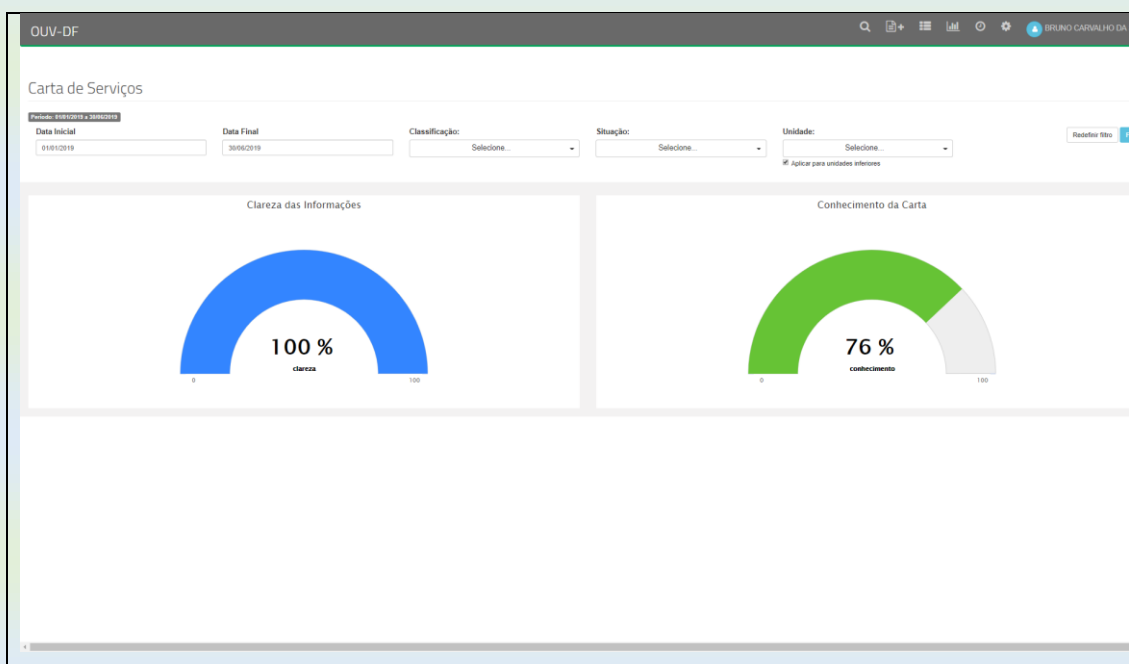 OUV-DF
BRUNO CARVALHO DA
Carta de Serviços
Período: 01/01/2019 a 30/06/2019
Data Inicial Data Final Classificação: Situação: Unidade:
01/01/2019 30/06/2019 Selecione... Selecione... Selecione... Redefinir filtro
Aplicar para unidades inferiores
Clareza das Informações Conhecimento da Carta
100 % 76 %
clareza conhecimento
0 100 0 100